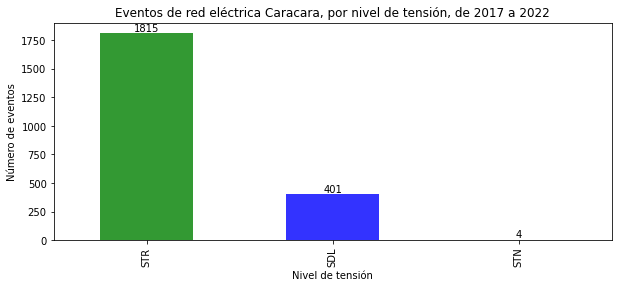 Eventos de red eléctrica Caracara, por nivel de tensión, de 2017 a 2022
1815
401
4
1750
1500
1250
1000
750
500
250
0
Número de eventos
STR
SDL
STN
Nivel de tensión